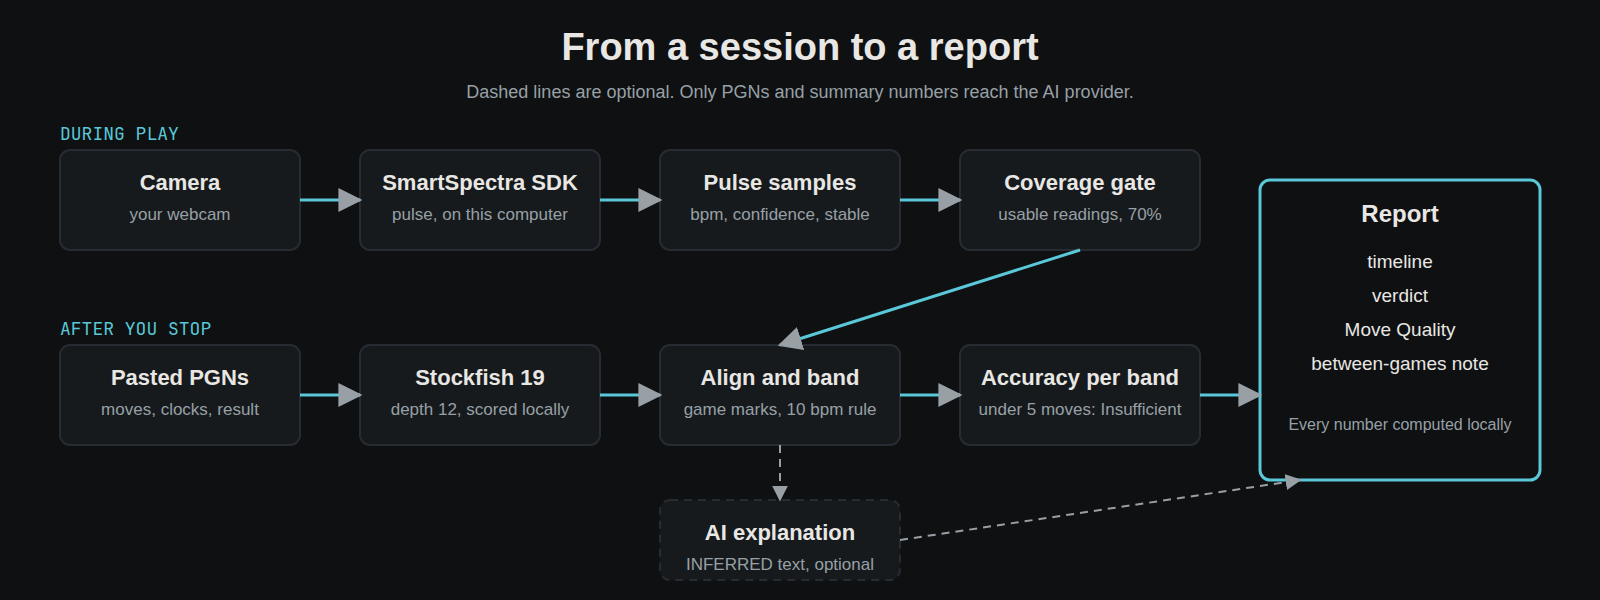 From a session to a report
Dashed lines are optional. Only PGNs and summary numbers reach the AI provider.
DURING PLAY
Camera
your webcam
SmartSpectra SDK
pulse, on this computer
Pulse samples
bpm, confidence, stable
Coverage gate
usable readings, 70%
AFTER YOU STOP
Pasted PGNs
moves, clocks, result
Stockfish 19
depth 12, scored locally
Align and band
game marks, 10 bpm rule
Accuracy per band
under 5 moves: Insufficient
Report
timeline
verdict
Move Quality
between-games note
Every number computed locally
AI explanation
INFERRED text, optional